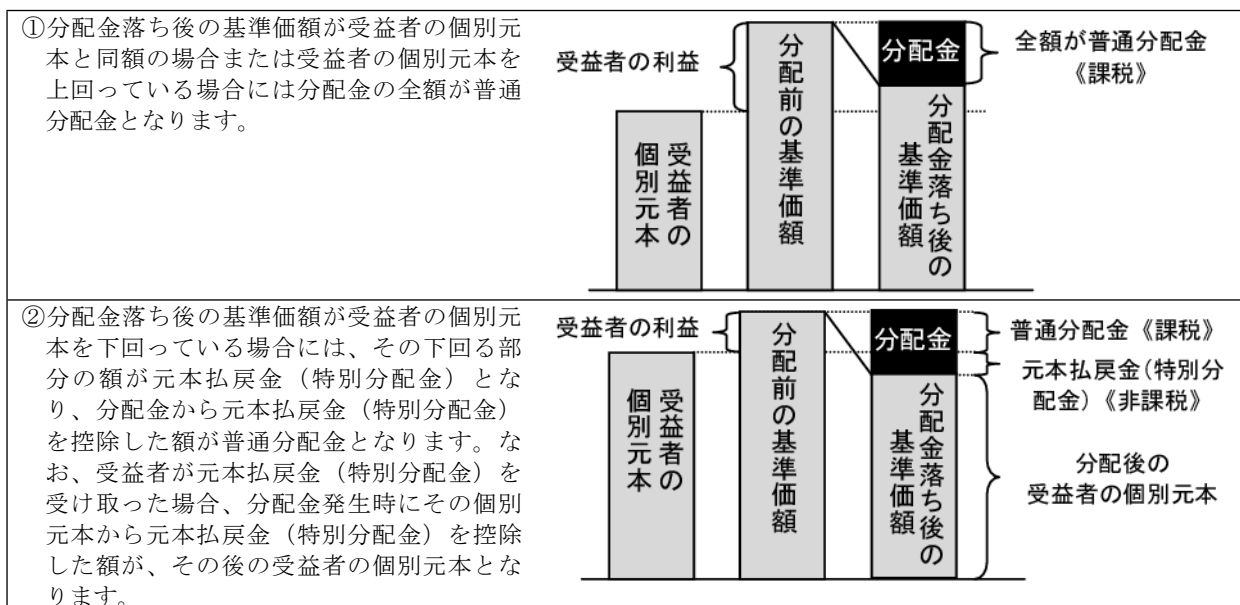 ①分配金落ち後の基準価額が受益者の個別元
本と同額の場合または受益者の個別元本を
上回っている場合には分配金の全額が普通
分配金となります。
受益者の利益
受益者の
個別元本
分配前の基準価額
分配金
分配金落ち後の
基準価額
全額が普通分配金
《課税》
②分配金落ち後の基準価額が受益者の個別元
本を下回っている場合には、その下回る部
分の額が元本払戻金（特別分配金）とな
り、分配金から元本払戻金（特別分配金）
を控除した額が普通分配金となります。な
お、受益者が元本払戻金（特別分配金）を
受け取った場合、分配金発生時にその個別
元本から元本払戻金（特別分配金）を控除
した額が、その後の受益者の個別元本とな
ります。
受益者の利益
受益者の
個別元本
分配前の基準価額
分配金
分配金落ち後の
基準価額
普通分配金《課税》
元本払戻金(特別分
配金)《非課税》
分配後の
受益者の個別元本